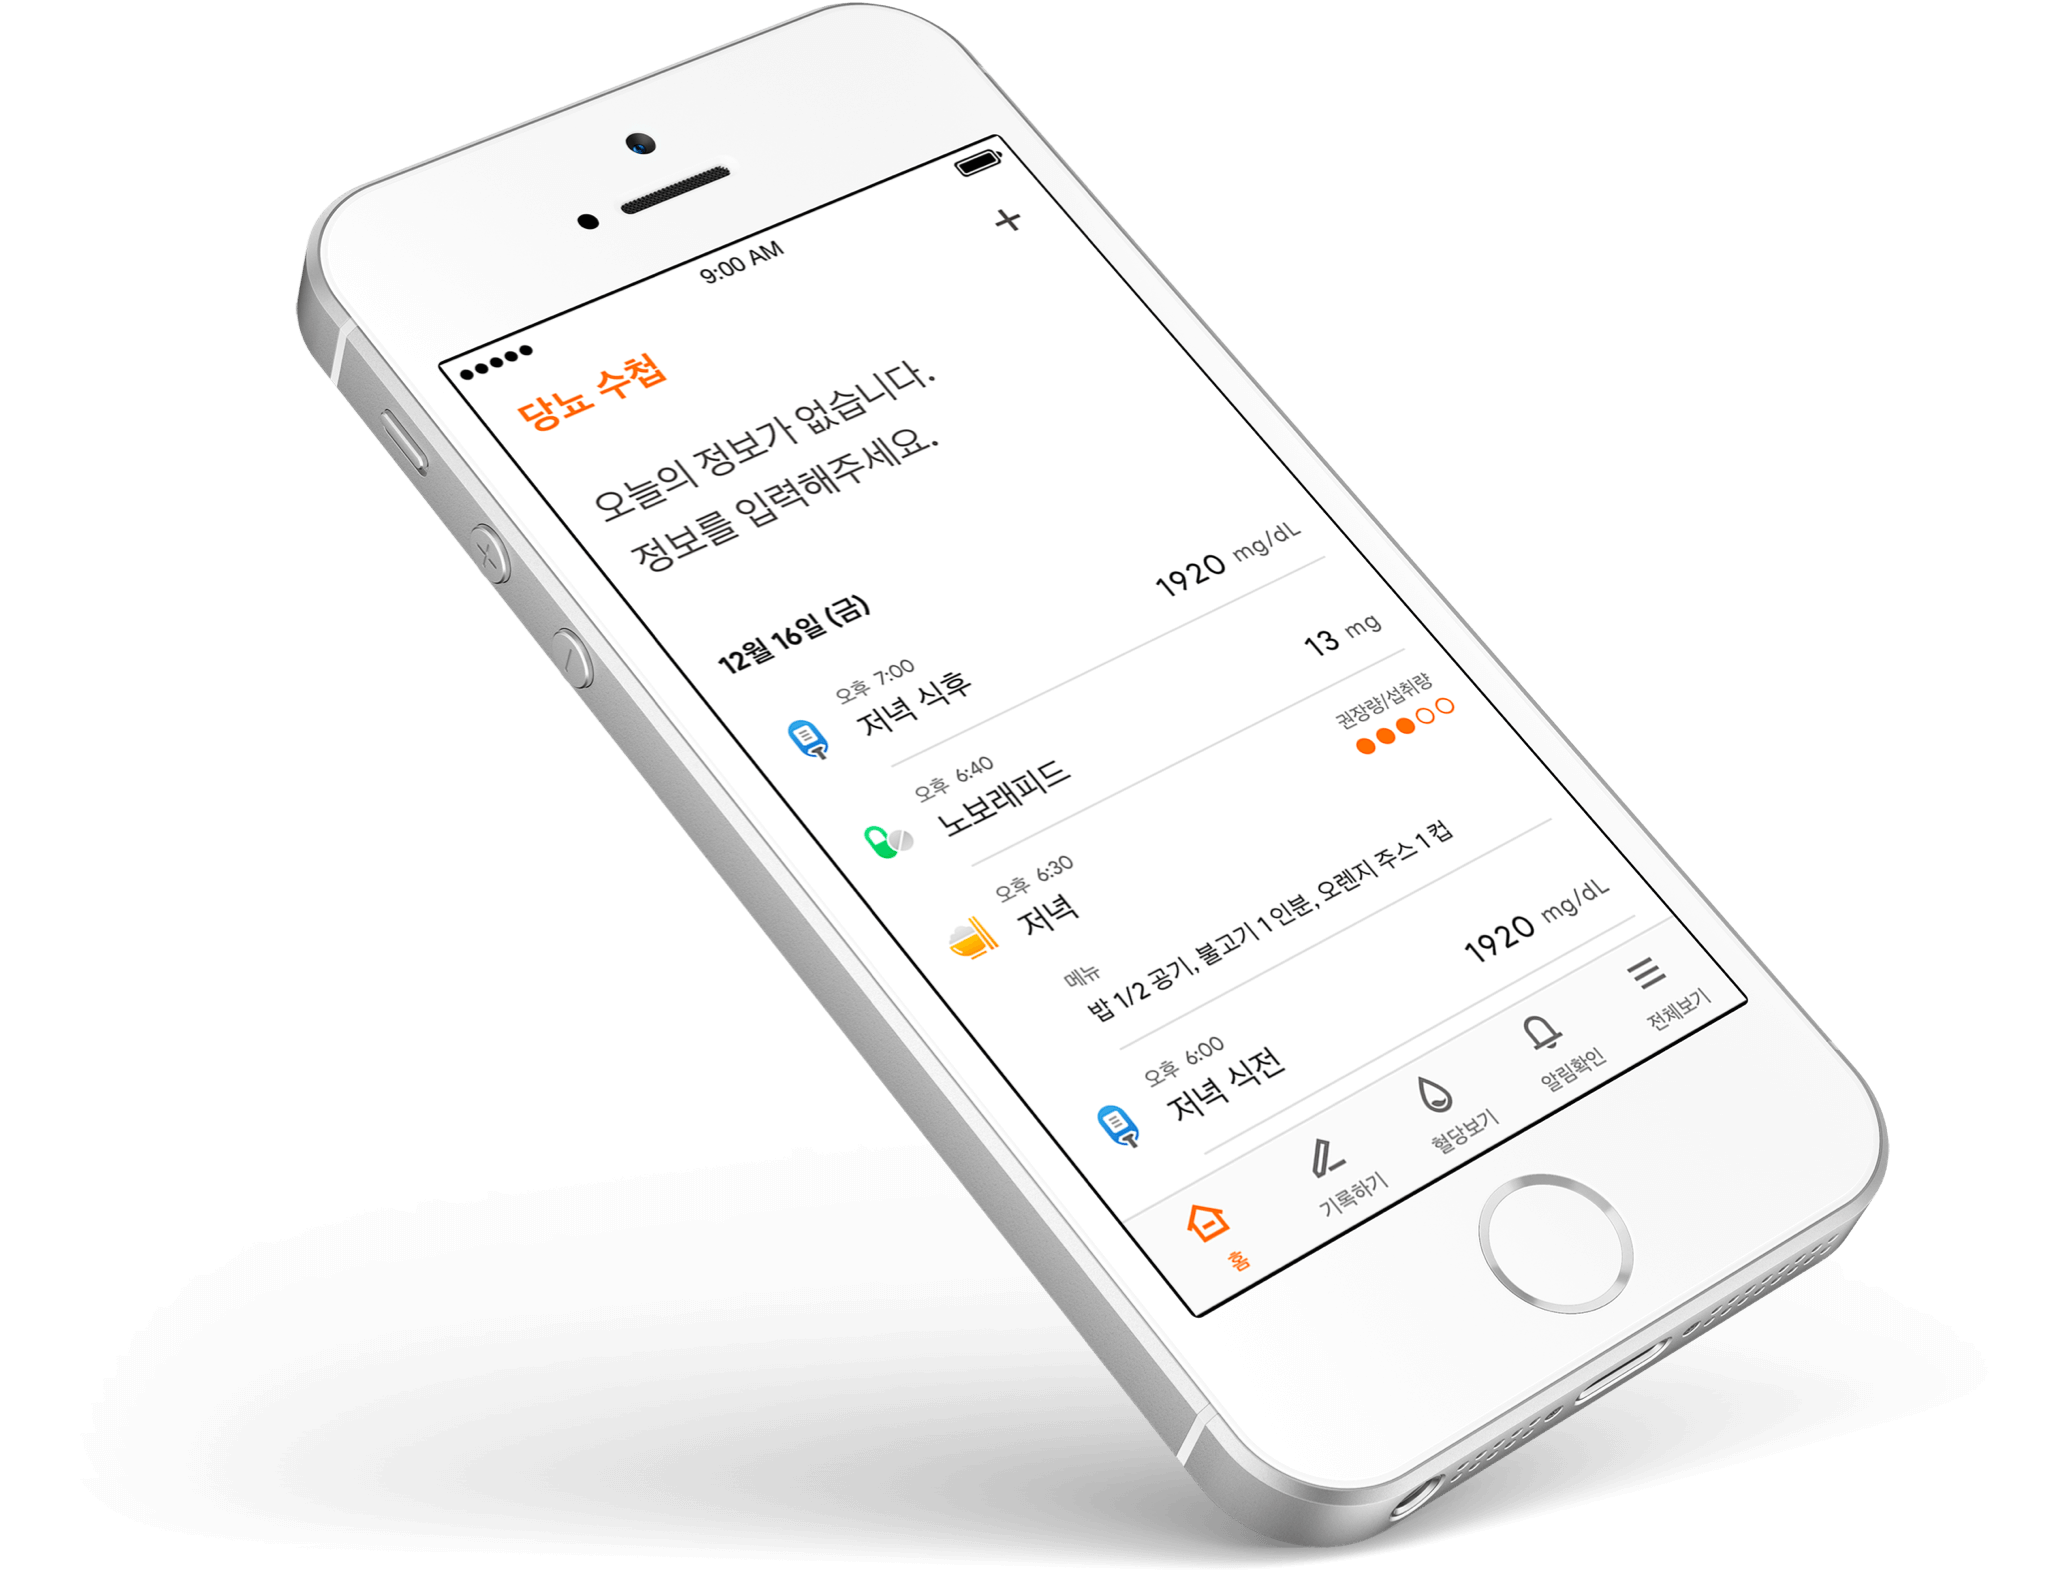 9:00 AM
당뇨 수첩
오늘의 정보가 없습니다.
정보를 입력해주세요.
12월 16일 (금)
오후 7:00
저녁 식후
1920 mg/dL
오후 6:40
노보래피드
13 mg
오후 6:30
저녁
권장량/섭취량
메뉴
밥 1/2 공기, 불고기 1 인분, 오렌지 주스 1 컵
오후 6:00
저녁 식전
1920 mg/dL
홈
기록하기
혈당보기
알림확인
전체보기